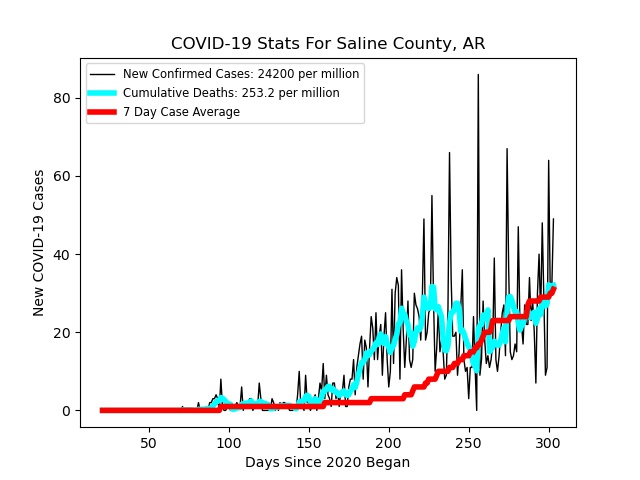 COVID-19 Stats For Saline County, AR
New Confirmed Cases: 24200 per million
Cumulative Deaths: 253.2 per million
7 Day Case Average
New COVID-19 Cases
80
60
40
20
0
50 100 150 200 250 300
Days Since 2020 Began